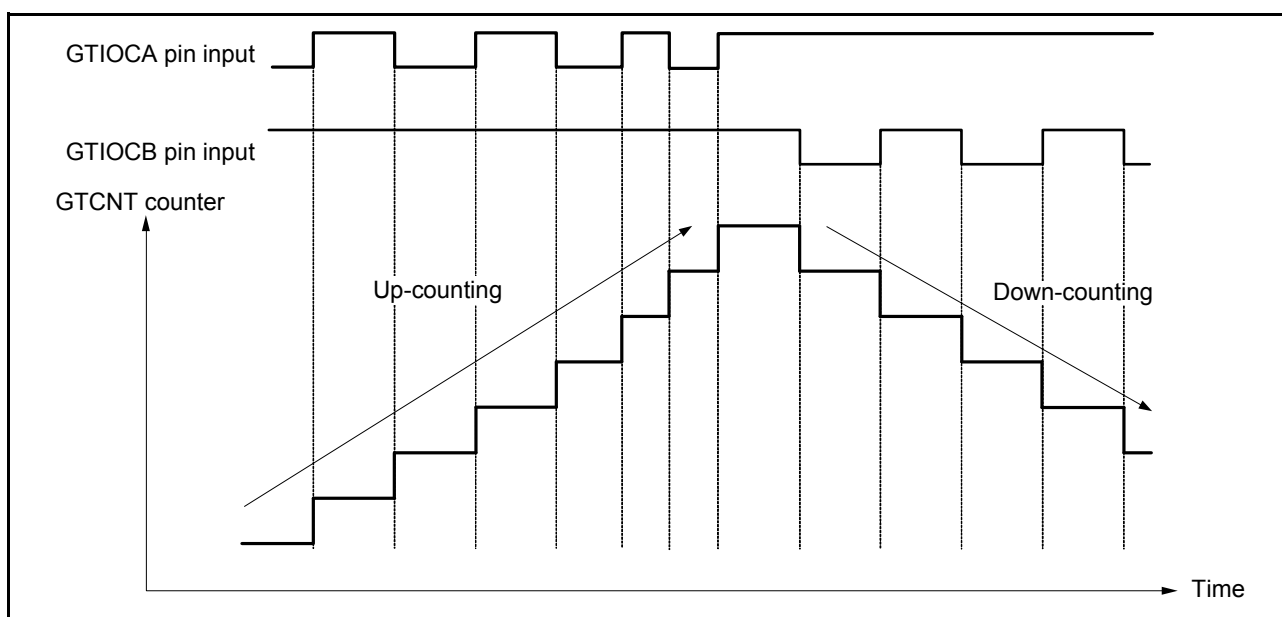 GTIOCA pin input
GTIOCB pin input
GTCNT counter
Up-counting
Down-counting
Time